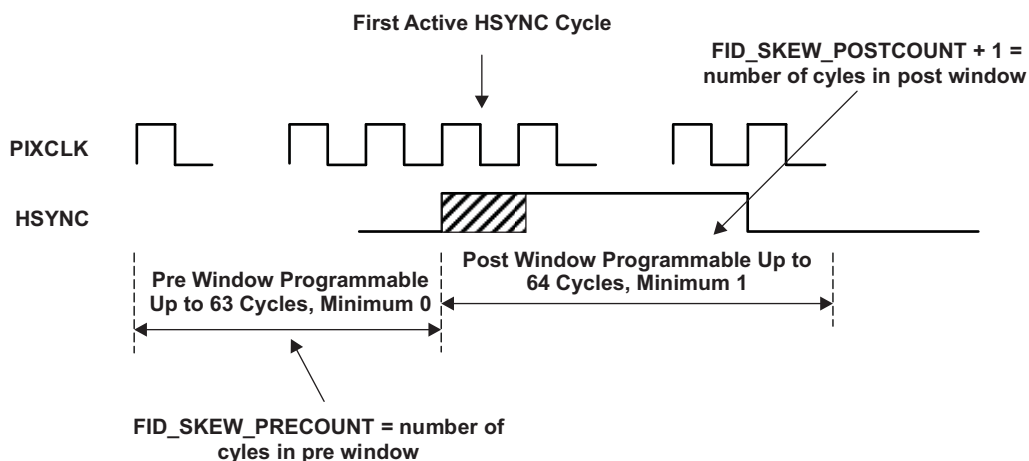 First Active HSYNC Cycle
FID_SKEW_POSTCOUNT + 1 =
number of cyles in post window
PIXCLK
HSYNC
Pre Window Programmable
Up to 63 Cycles, Minimum 0
Post Window Programmable Up to
64 Cycles, Minimum 1
FID_SKEW_PRECOUNT = number of
cyles in pre window